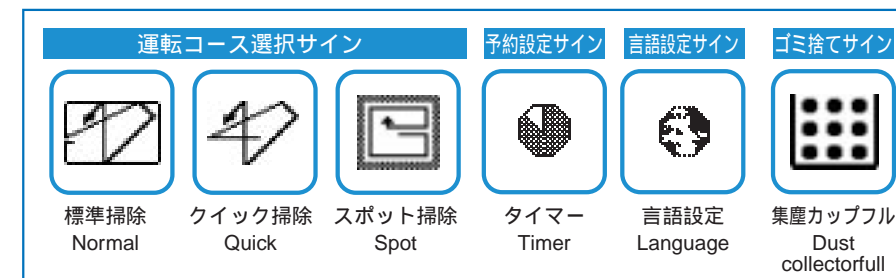 運転コース選択サイン
予約設定サイン
言語設定サイン
ゴミ捨てサイン
標準掃除
Normal
クイック掃除
Quick
スポット掃除
Spot
タイマー
Timer
言語設定
Language
集塵カップフル
Dust
collectorfull